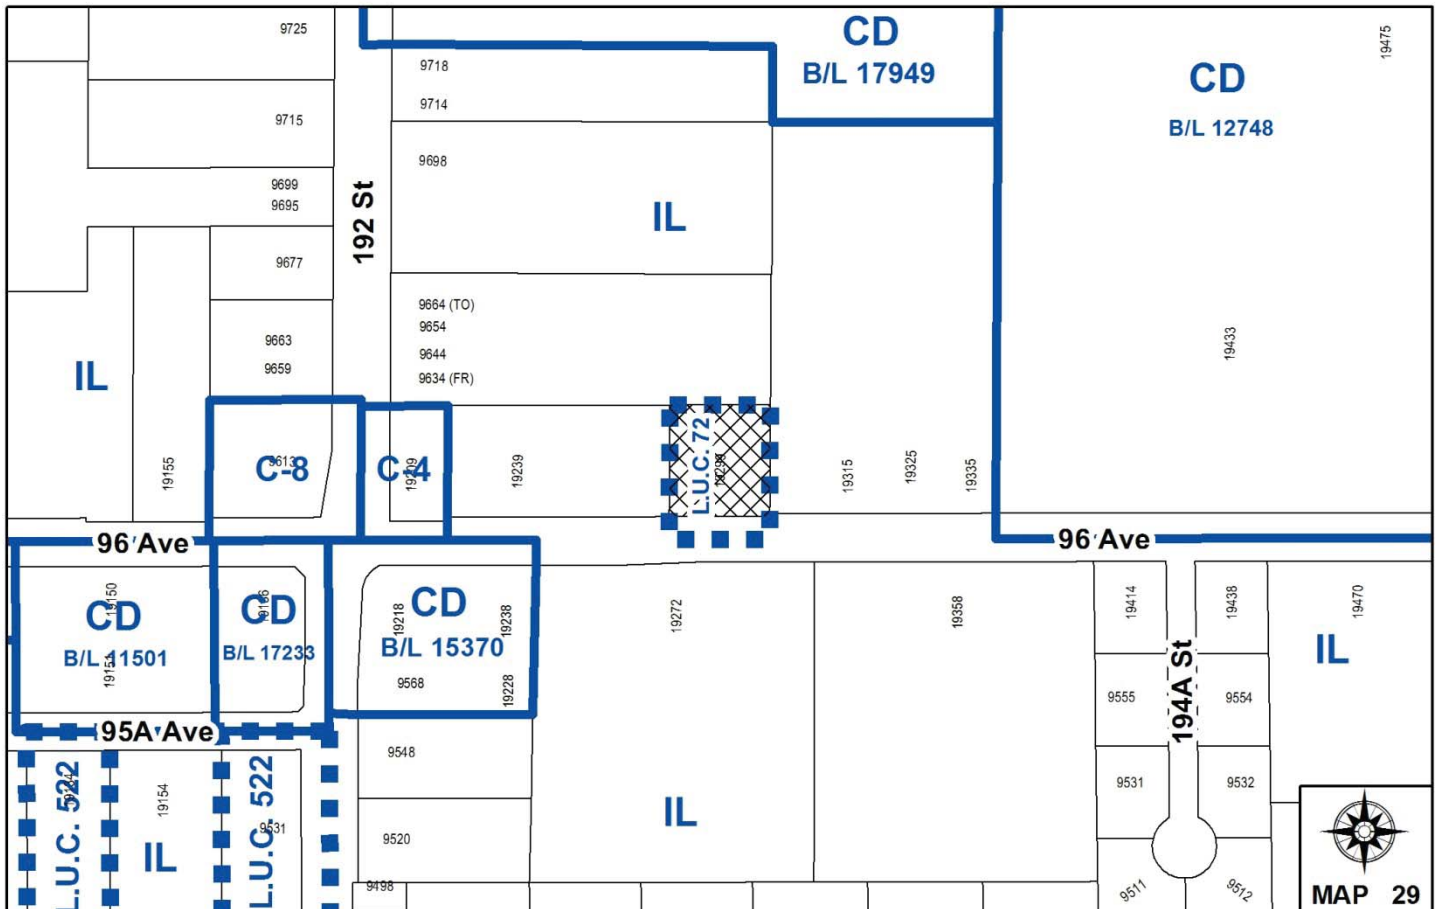 9725
CD
B/L 17949
19475
9718
CD
9714
9715
B/L 12748
9698
9699
192 St
9695
IL
9677
9664 (TO)
9654
9663
9644
19433
9659
9634 (FR)
IL
L.U.C. 72
19155
C-8
C-4
19239
19315
19325
19335
96 Ave
96 Ave
CD
19150
CD
CD
19218
19238
19272
19358
19414
19438
19470
B/L 11501
B/L 17233
B/L 15370
IL
9568
19228
9555
194A St
9554
95A Ave
9548
9531
9532
L.U.C. 522
19154
L.U.C. 522
9531
IL
9520
IL
9498
9511
9512
MAP 29